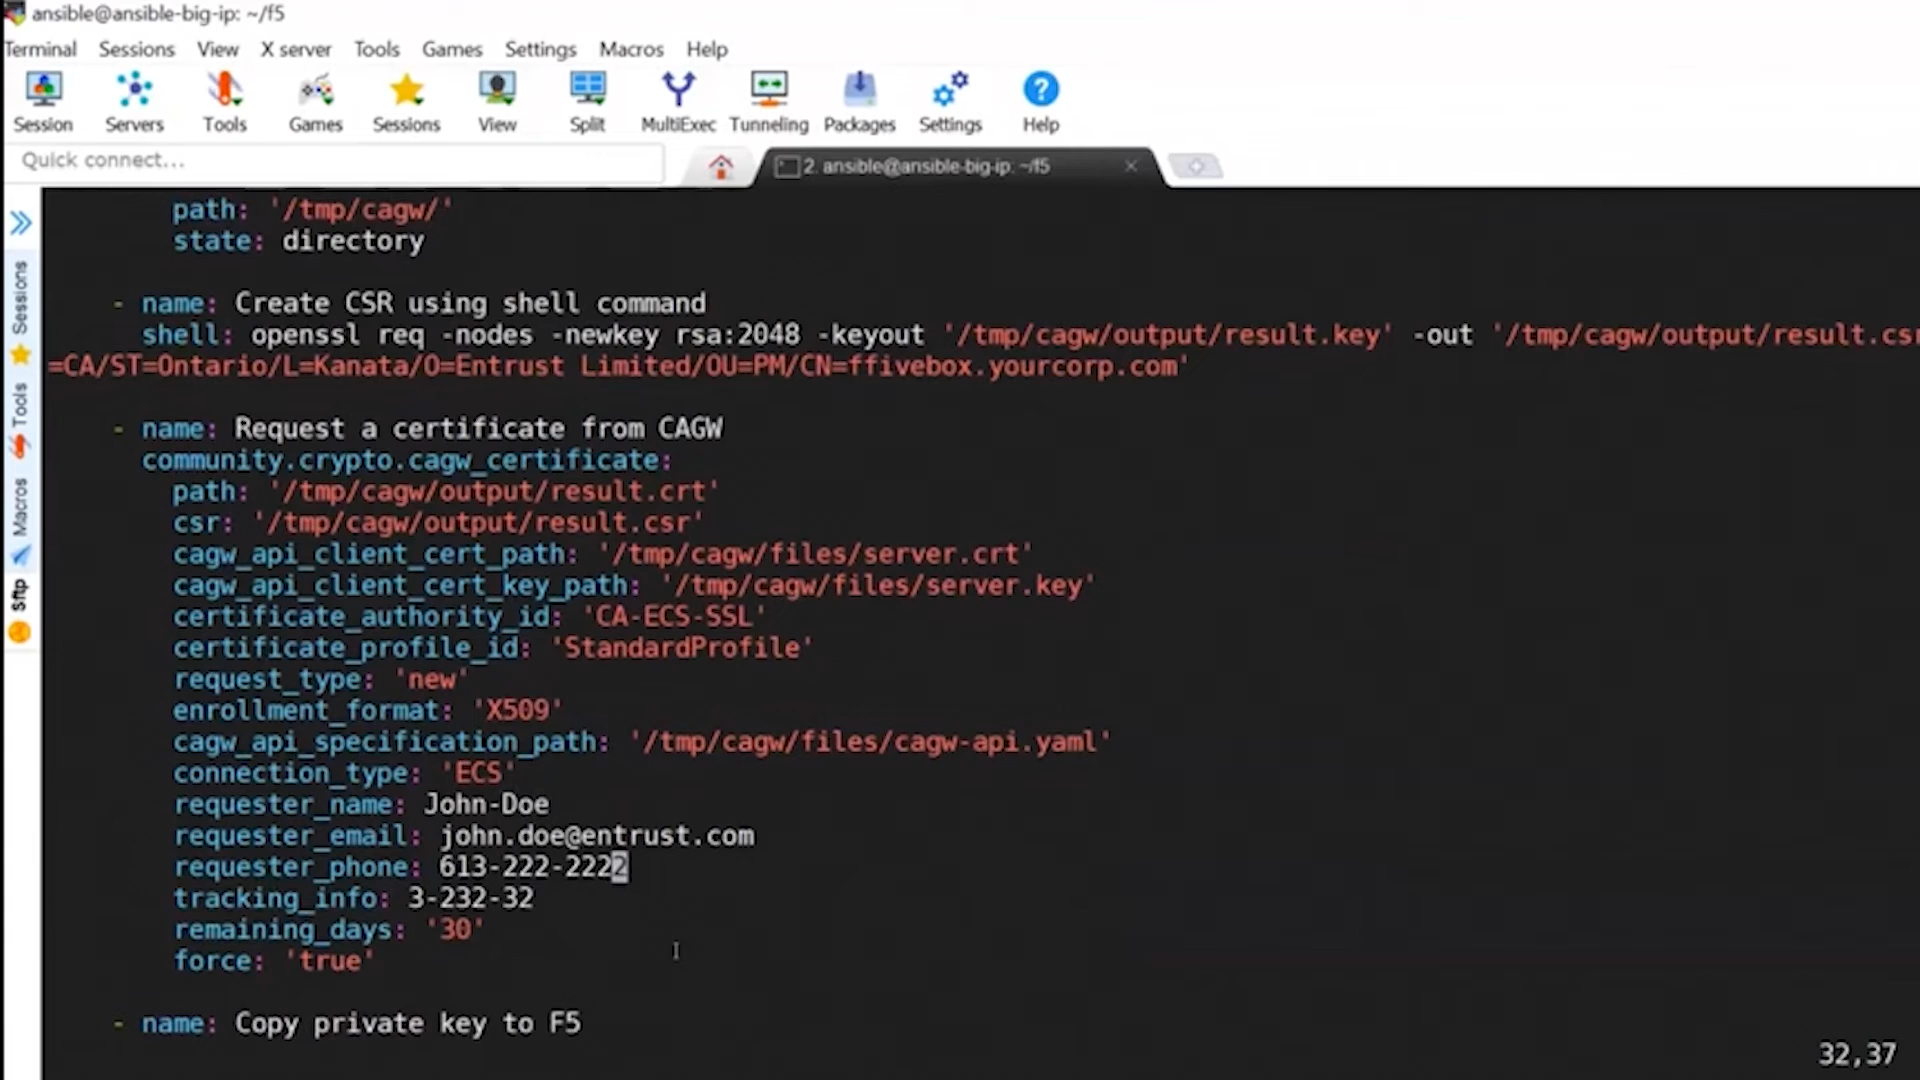 ansible@ansible-big-ip: ~/f5
Terminal Sessions View X server Tools Games Settings Macros Help
Session Servers Tools Games Sessions View Split MultiExec Tunneling Packages Settings Help
Quick connect...
2. ansible@ansible-big-ip: ~/f5
Sessions
Tools
Macros
Sftp
path: '/tmp/cagw/'
state: directory
- name: Create CSR using shell command
shell: openssl req -nodes -newkey rsa:2048 -keyout '/tmp/cagw/output/result.key' -out '/tmp/cagw/output/result.csr
=CA/ST=Ontario/L=Kanata/O=Entrust Limited/OU=PM/CN=ffivebox.yourcorp.com'
- name: Request a certificate from CAGW
community.crypto.cagw_certificate:
path: '/tmp/cagw/output/result.crt'
csr: '/tmp/cagw/output/result.csr'
cagw_api_client_cert_path: '/tmp/cagw/files/server.crt'
cagw_api_client_cert_key_path: '/tmp/cagw/files/server.key'
certificate_authority_id: 'CA-ECS-SSL'
certificate_profile_id: 'StandardProfile'
request_type: 'new'
enrollment_format: 'X509'
cagw_api_specification_path: '/tmp/cagw/files/cagw-api.yaml'
connection_type: 'ECS'
requester_name: John-Doe
requester_email: john.doe@entrust.com
requester_phone: 613-222-2222
tracking_info: 3-232-32
remaining_days: '30'
force: 'true'
- name: Copy private key to F5
32,37